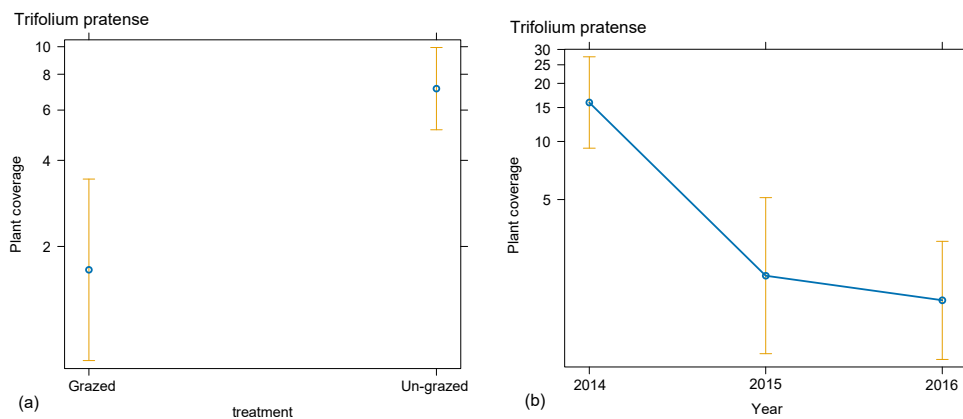 Trifolium pratense
10
8
6
4
2
Plant coverage
Grazed
Un-grazed
treatment
(a)
Trifolium pratense
30
25
20
15
10
5
Plant coverage
2014
2015
2016
Year
(b)